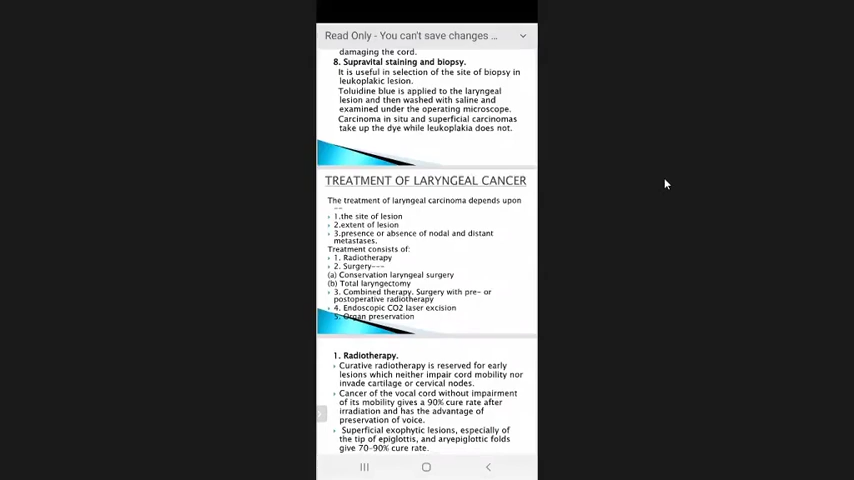 Read Only - You can't save changes ...
damaging the cord.
8. Supravital staining and biopsy.
It is useful in selection of the site of biopsy in
leukoplakic lesion.
Toluidine blue is applied to the laryngeal
lesion and then washed with saline and
examined under the operating microscope.
Carcinoma in situ and superficial carcinomas
take up the dye while leukoplakia does not.
TREATMENT OF LARYNGEAL CANCER
The treatment of laryngeal carcinoma depends upon
--
1.the site of lesion
2.extent of lesion
3.presence or absence of nodal and distant
metastases.
Treatment consists of:
1. Radiotherapy
2. Surgery---
(a) Conservation laryngeal surgery
(b) Total laryngectomy
3. Combined therapy. Surgery with pre- or
postoperative radiotherapy
4. Endoscopic CO2 laser excision
5. Organ preservation
1. Radiotherapy.
Curative radiotherapy is reserved for early
lesions which neither impair cord mobility nor
invade cartilage or cervical nodes.
Cancer of the vocal cord without impairment
of its mobility gives a 90% cure rate after
irradiation and has the advantage of
preservation of voice.
Superficial exophytic lesions, especially of
the tip of epiglottis, and aryepiglottic folds
give 70-90% cure rate.